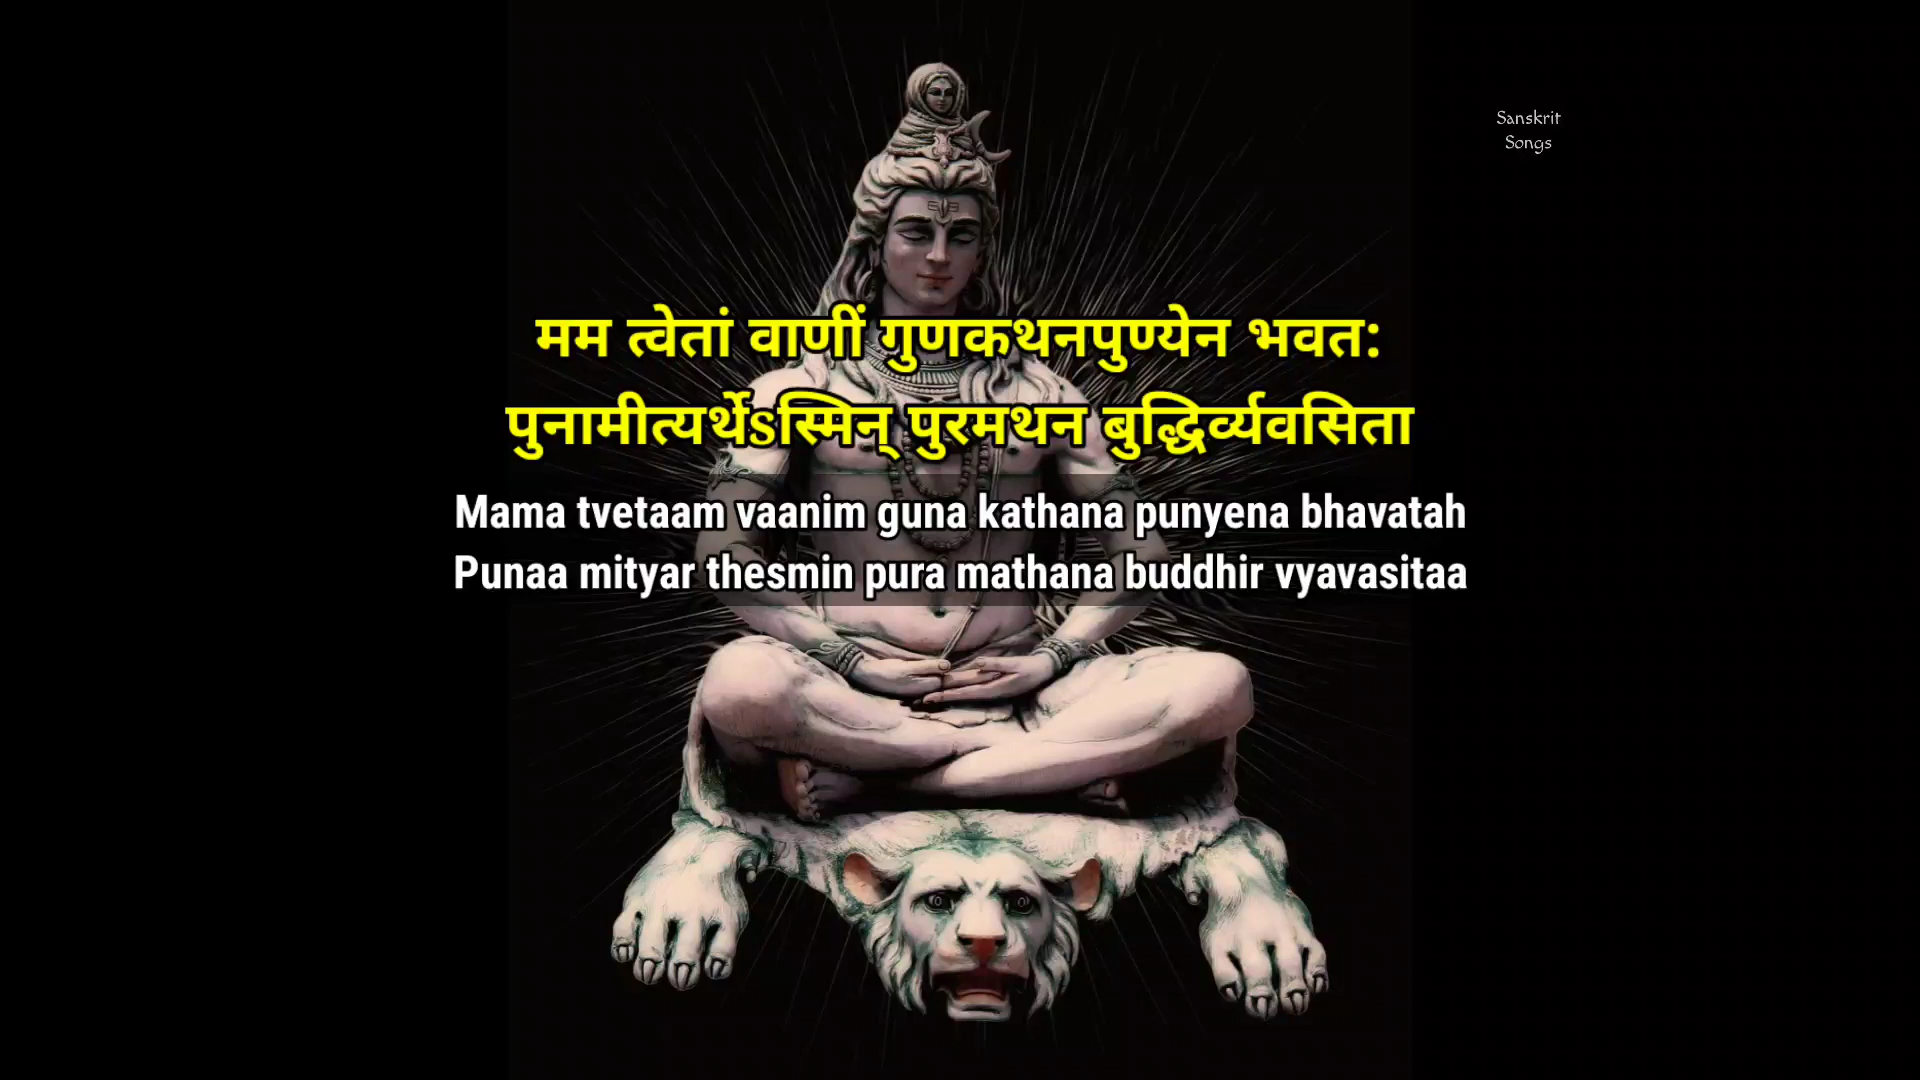 Sanskrit
Songs
मम त्वेतां वाणीं गुणकथनपुण्येन भवत:
पुनामीत्यर्थेsस्मिन् पुरमथन बुद्धिर्व्यवसिता
Mama tvetaam vaanim guna kathana punyena bhavatah
Punaa mityar thesmin pura mathana buddhir vyavasitaa